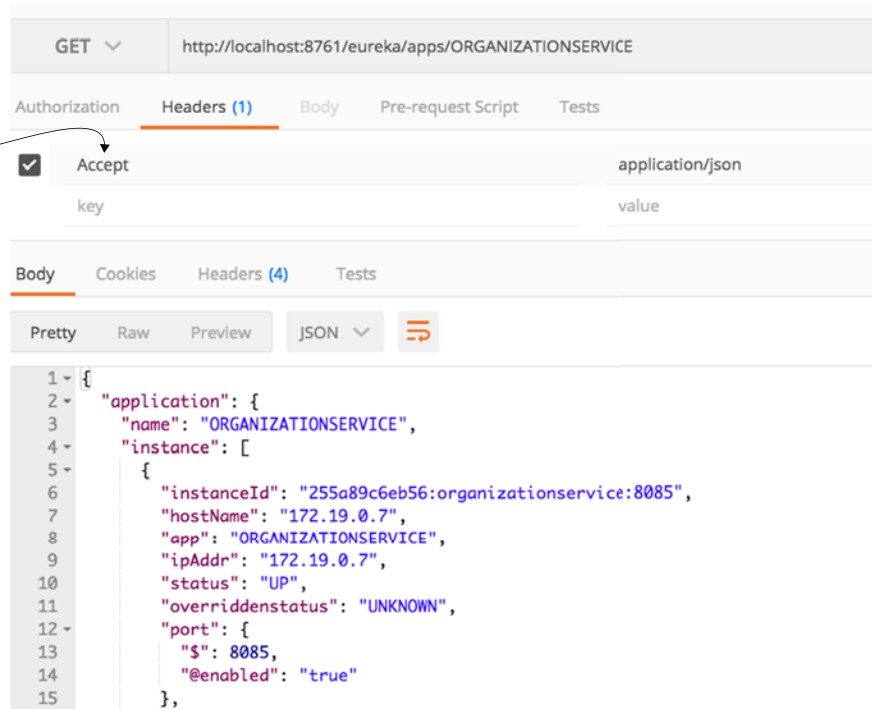 GET http://localhost:8761/eureka/apps/ORGANIZATIONSERVICE
Authorization Headers (1) Body Pre-request Script Tests
Accept application/json
key value
Body Cookies Headers (4) Tests
Pretty Raw Preview JSON
1 {
2 "application": {
3 "name": "ORGANIZATIONSERVICE",
4 "instance": [
5 {
6 "instanceId": "255a89c6eb56:organizationservice:8085",
7 "hostName": "172.19.0.7",
8 "app": "ORGANIZATIONSERVICE",
9 "ipAddr": "172.19.0.7",
10 "status": "UP",
11 "overriddenstatus": "UNKNOWN",
12 "port": {
13 "$": 8085,
14 "@enabled": "true"
15 },